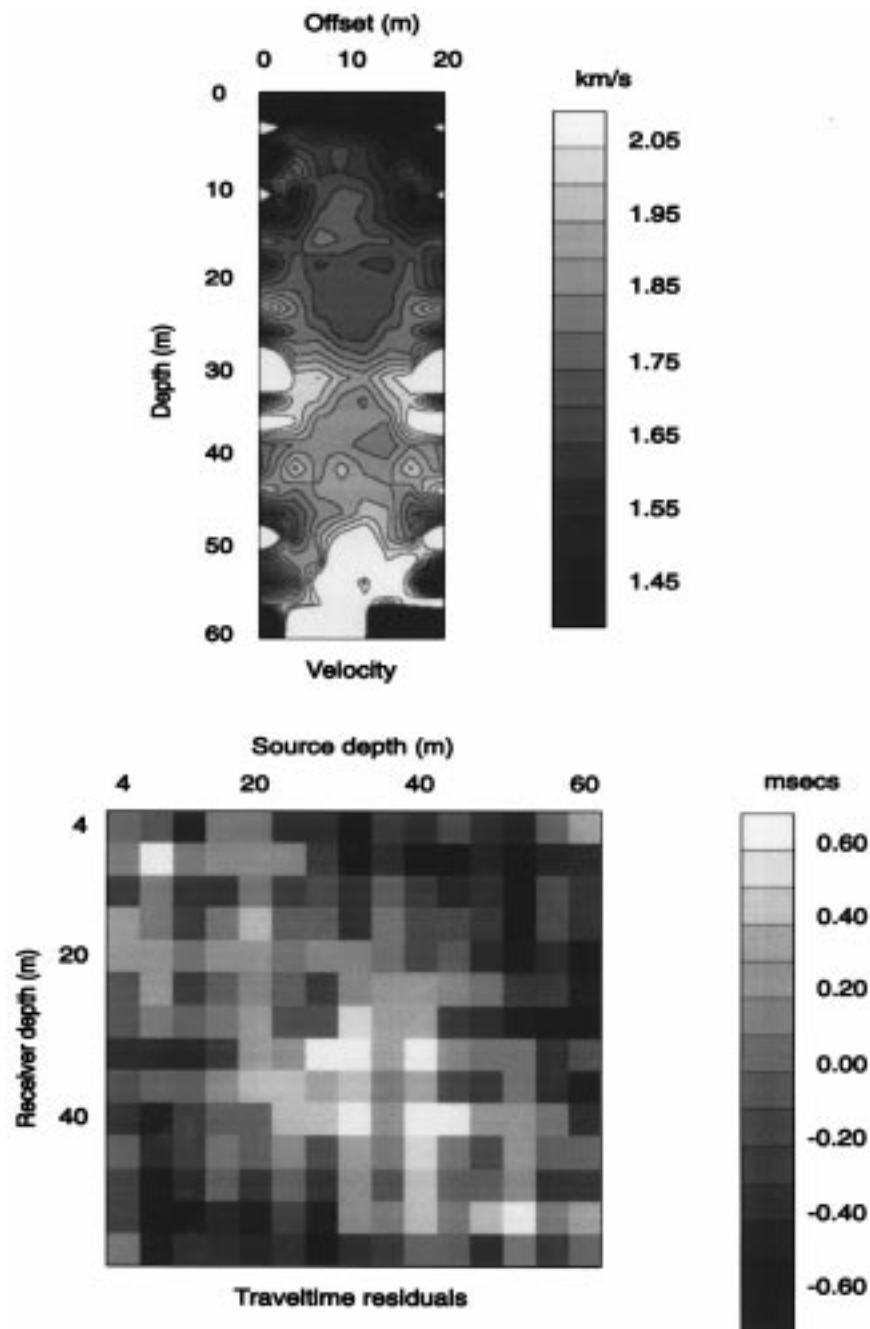 Offset (m)
0 10 20
km/s
0
10
20
30
40
50
60
Depth (m)
2.05
1.95
1.85
1.75
1.65
1.55
1.45
Velocity
Source depth (m)
4 20 40 60
msecs
4
20
40
Receiver depth (m)
0.60
0.40
0.20
0.00
-0.20
-0.40
-0.60
Traveltime residuals